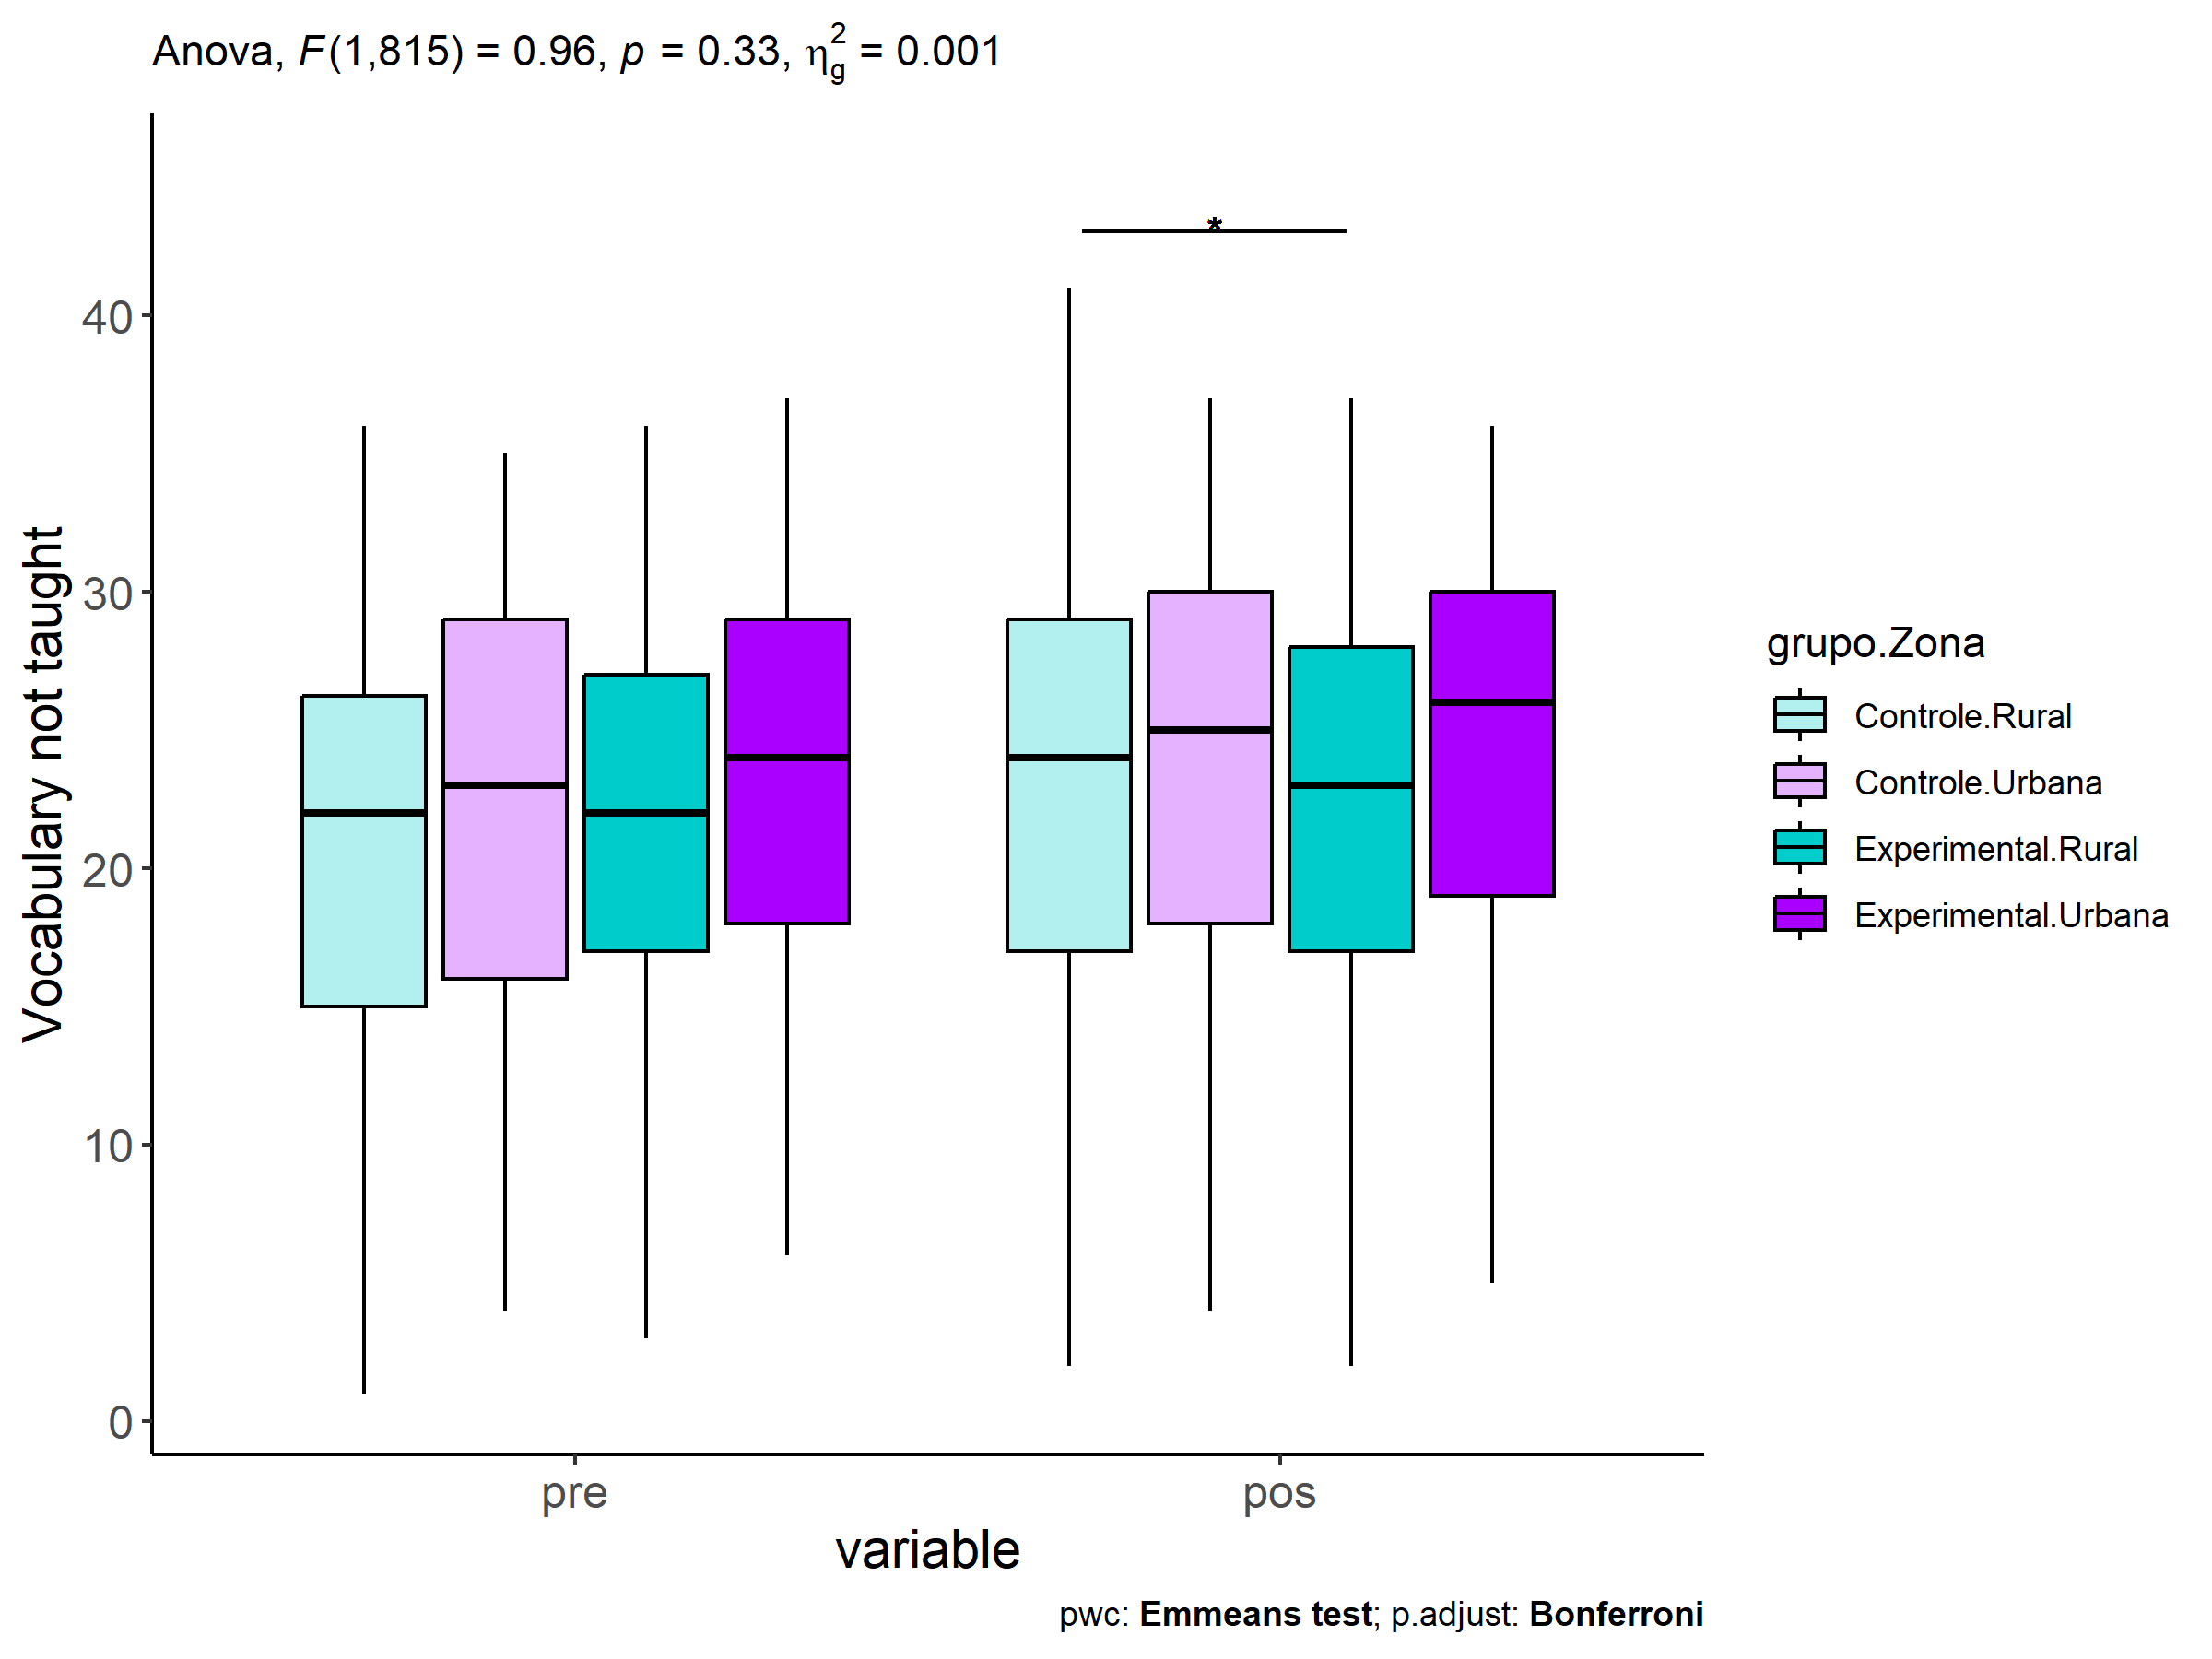 Anova, F(1,815) = 0.96, p = 0.33, η²g = 0.001
*
Vocabulary not taught
40
30
20
10
0
pre
pos
variable
grupo.Zona
Controle.Rural
Controle.Urbana
Experimental.Rural
Experimental.Urbana
pwc: Emmeans test; p.adjust: Bonferroni